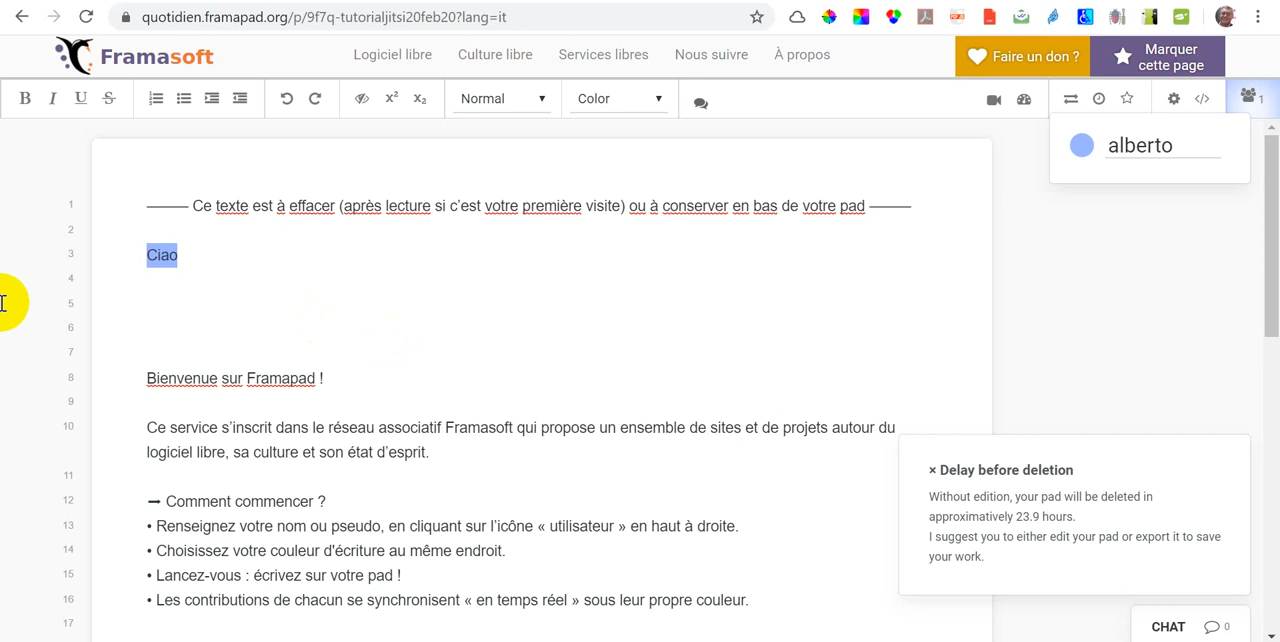 quotidien.framapad.org/p/9f7q-tutorialjitsi20feb20?lang=it
Framasoft
Logiciel libre Culture libre Services libres Nous suivre À propos
Faire un don ?
Marquer
cette page
B I U S x² x₂ Normal Color 1
alberto
1 ——— Ce texte est à effacer (après lecture si c’est votre première visite) ou à conserver en bas de votre pad ———
2
3 Ciao
4
5
6
7
8 Bienvenue sur Framapad !
9
10 Ce service s’inscrit dans le réseau associatif Framasoft qui propose un ensemble de sites et de projets autour du
logiciel libre, sa culture et son état d’esprit.
11
12 ➞ Comment commencer ?
13 • Renseignez votre nom ou pseudo, en cliquant sur l’icône « utilisateur » en haut à droite.
14 • Choisissez votre couleur d'écriture au même endroit.
15 • Lancez-vous : écrivez sur votre pad !
16 • Les contributions de chacun se synchronisent « en temps réel » sous leur propre couleur.
17
× Delay before deletion
Without edition, your pad will be deleted in
approximately 23.9 hours.
I suggest you to either edit your pad or export it to save
your work.
CHAT 0